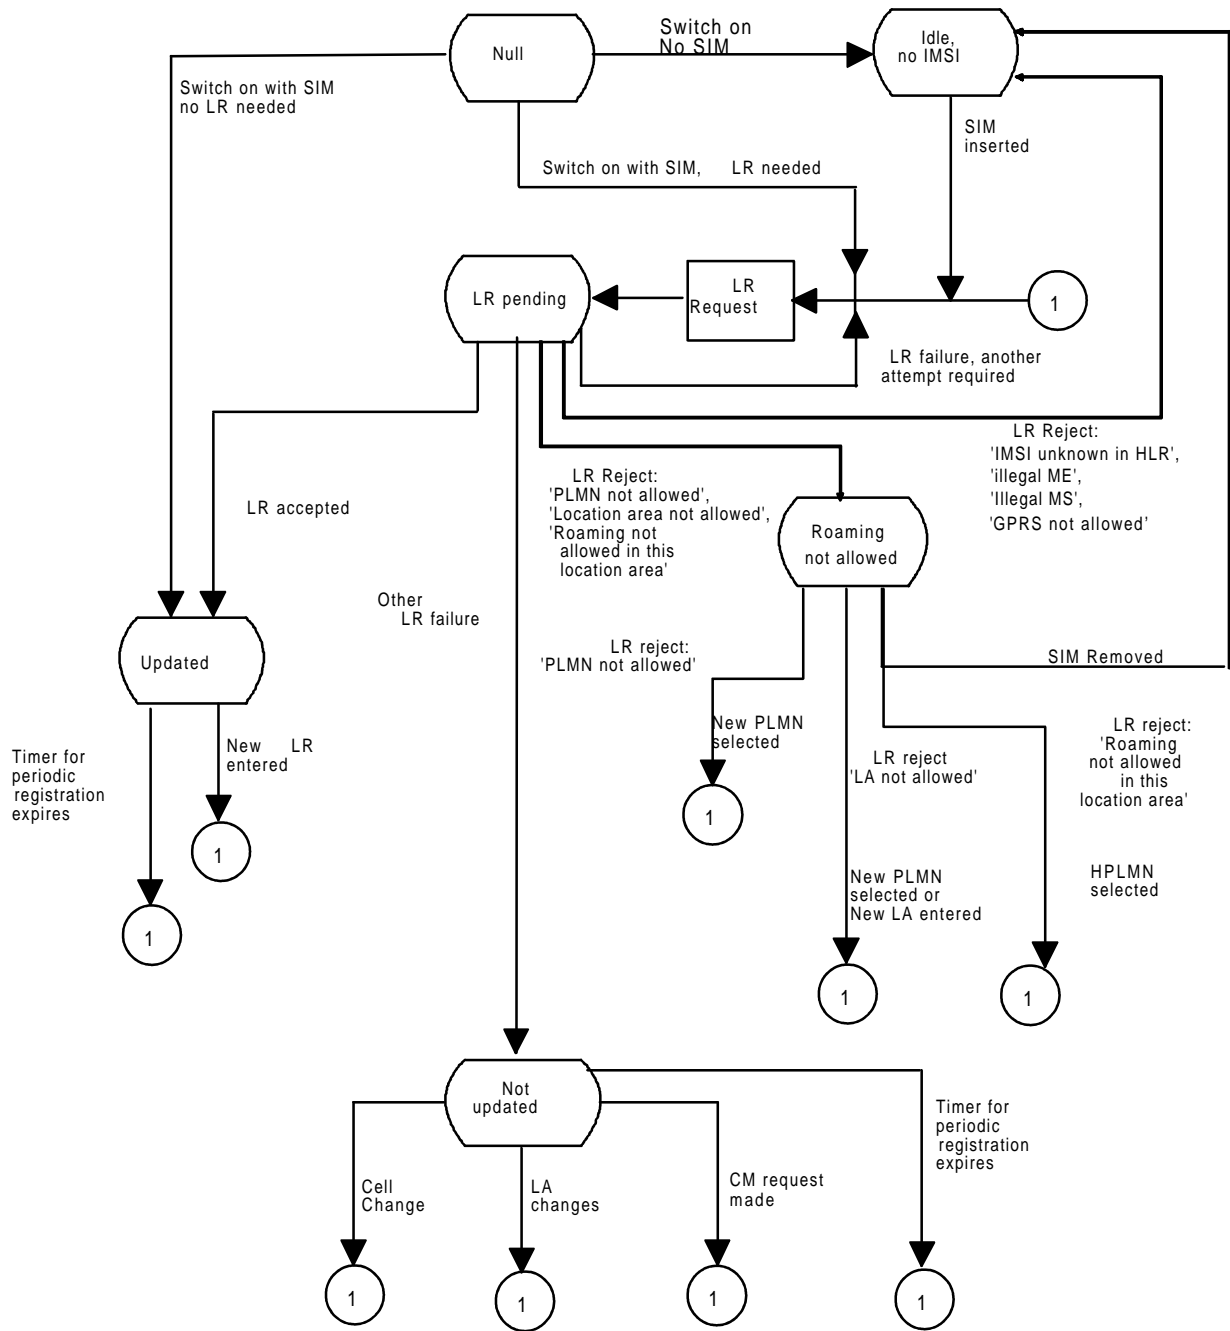 Switch on
No SIM
Null
Idle,
no IMSI
Switch on with SIM
no LR needed
SIM
inserted
Switch on with SIM, LR needed
LR pending
LR
Request
1
LR failure, another
attempt required
LR Reject:
'IMSI unknown in HLR',
'illegal ME',
'Illegal MS',
'GPRS not allowed’
LR Reject:
'PLMN not allowed',
'Location area not allowed',
'Roaming not
allowed in this
location area'
LR accepted
Roaming
not allowed
Other
LR failure
LR reject:
'PLMN not allowed'
SIM Removed
Updated
New PLMN
selected
LR reject
'LA not allowed'
LR reject:
'Roaming
not allowed
in this
location area'
Timer for
periodic
registration
expires
New LR
entered
1
1
1
New PLMN
selected or
New LA entered
HPLMN
selected
1
1
Not
updated
Timer for
periodic
registration
expires
Cell
Change
LA
changes
CM request
made
1
1
1
1